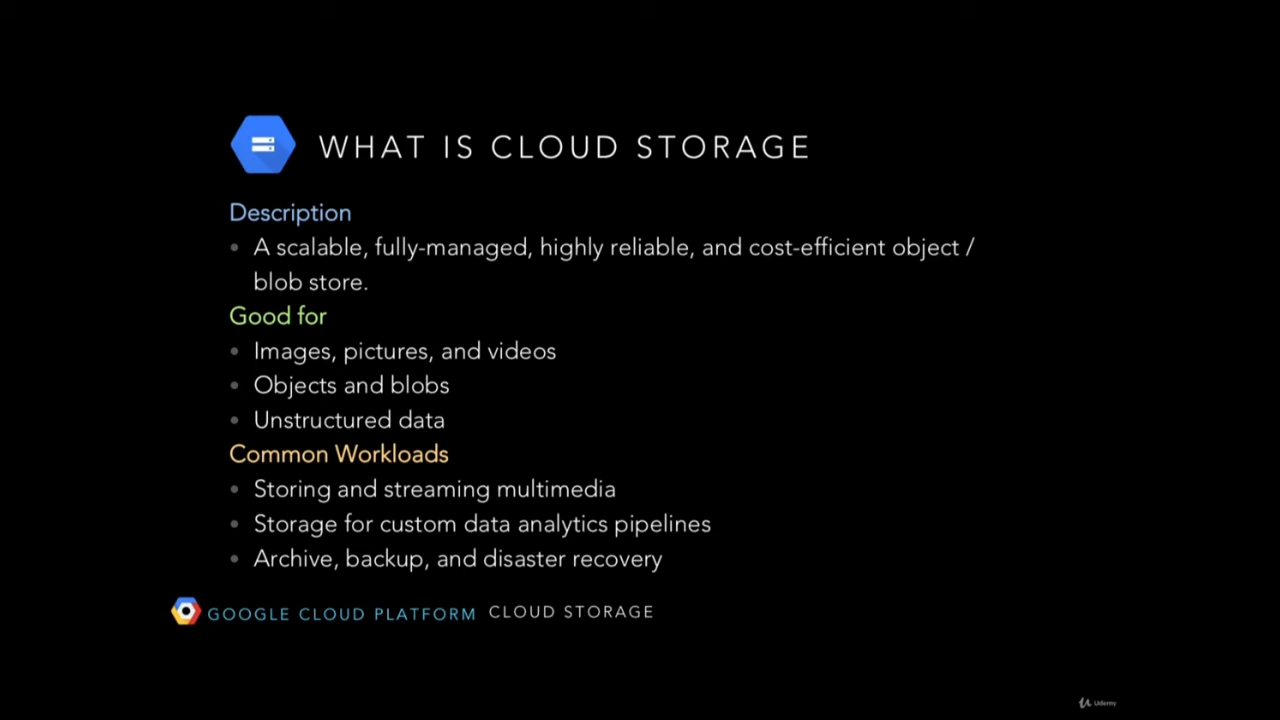 WHAT IS CLOUD STORAGE
Description
• A scalable, fully-managed, highly reliable, and cost-efficient object /
blob store.
Good for
• Images, pictures, and videos
• Objects and blobs
• Unstructured data
Common Workloads
• Storing and streaming multimedia
• Storage for custom data analytics pipelines
• Archive, backup, and disaster recovery
GOOGLE CLOUD PLATFORM CLOUD STORAGE
Udemy